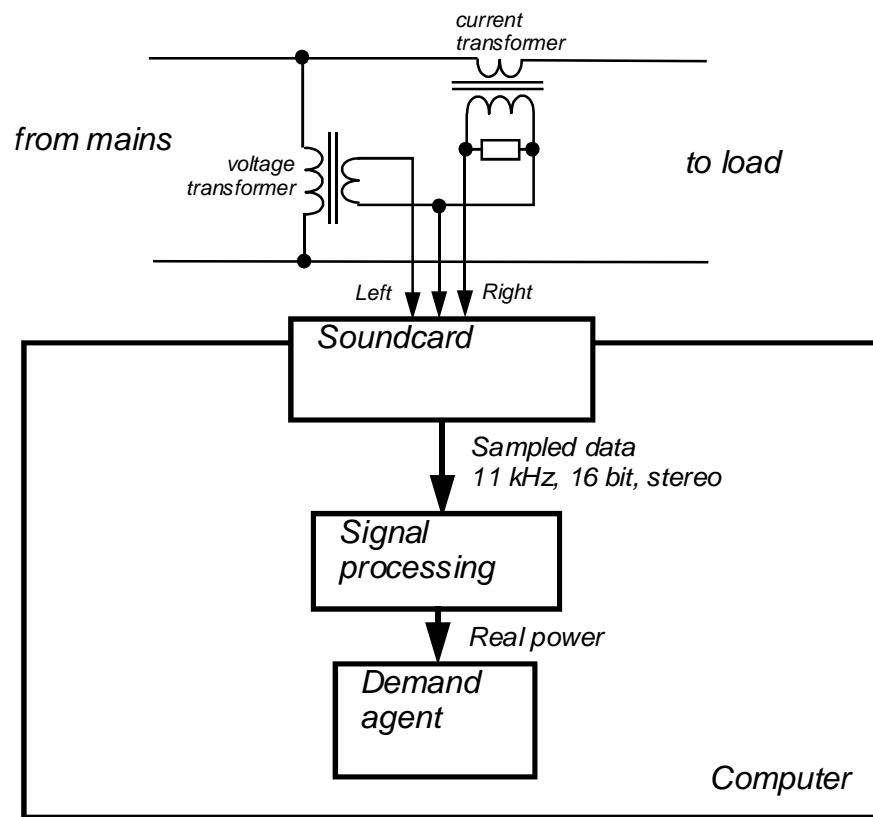 current
transformer
from mains
voltage
transformer
to load
Left
Right
Soundcard
Sampled data
11 kHz, 16 bit, stereo
Signal
processing
Real power
Demand
agent
Computer